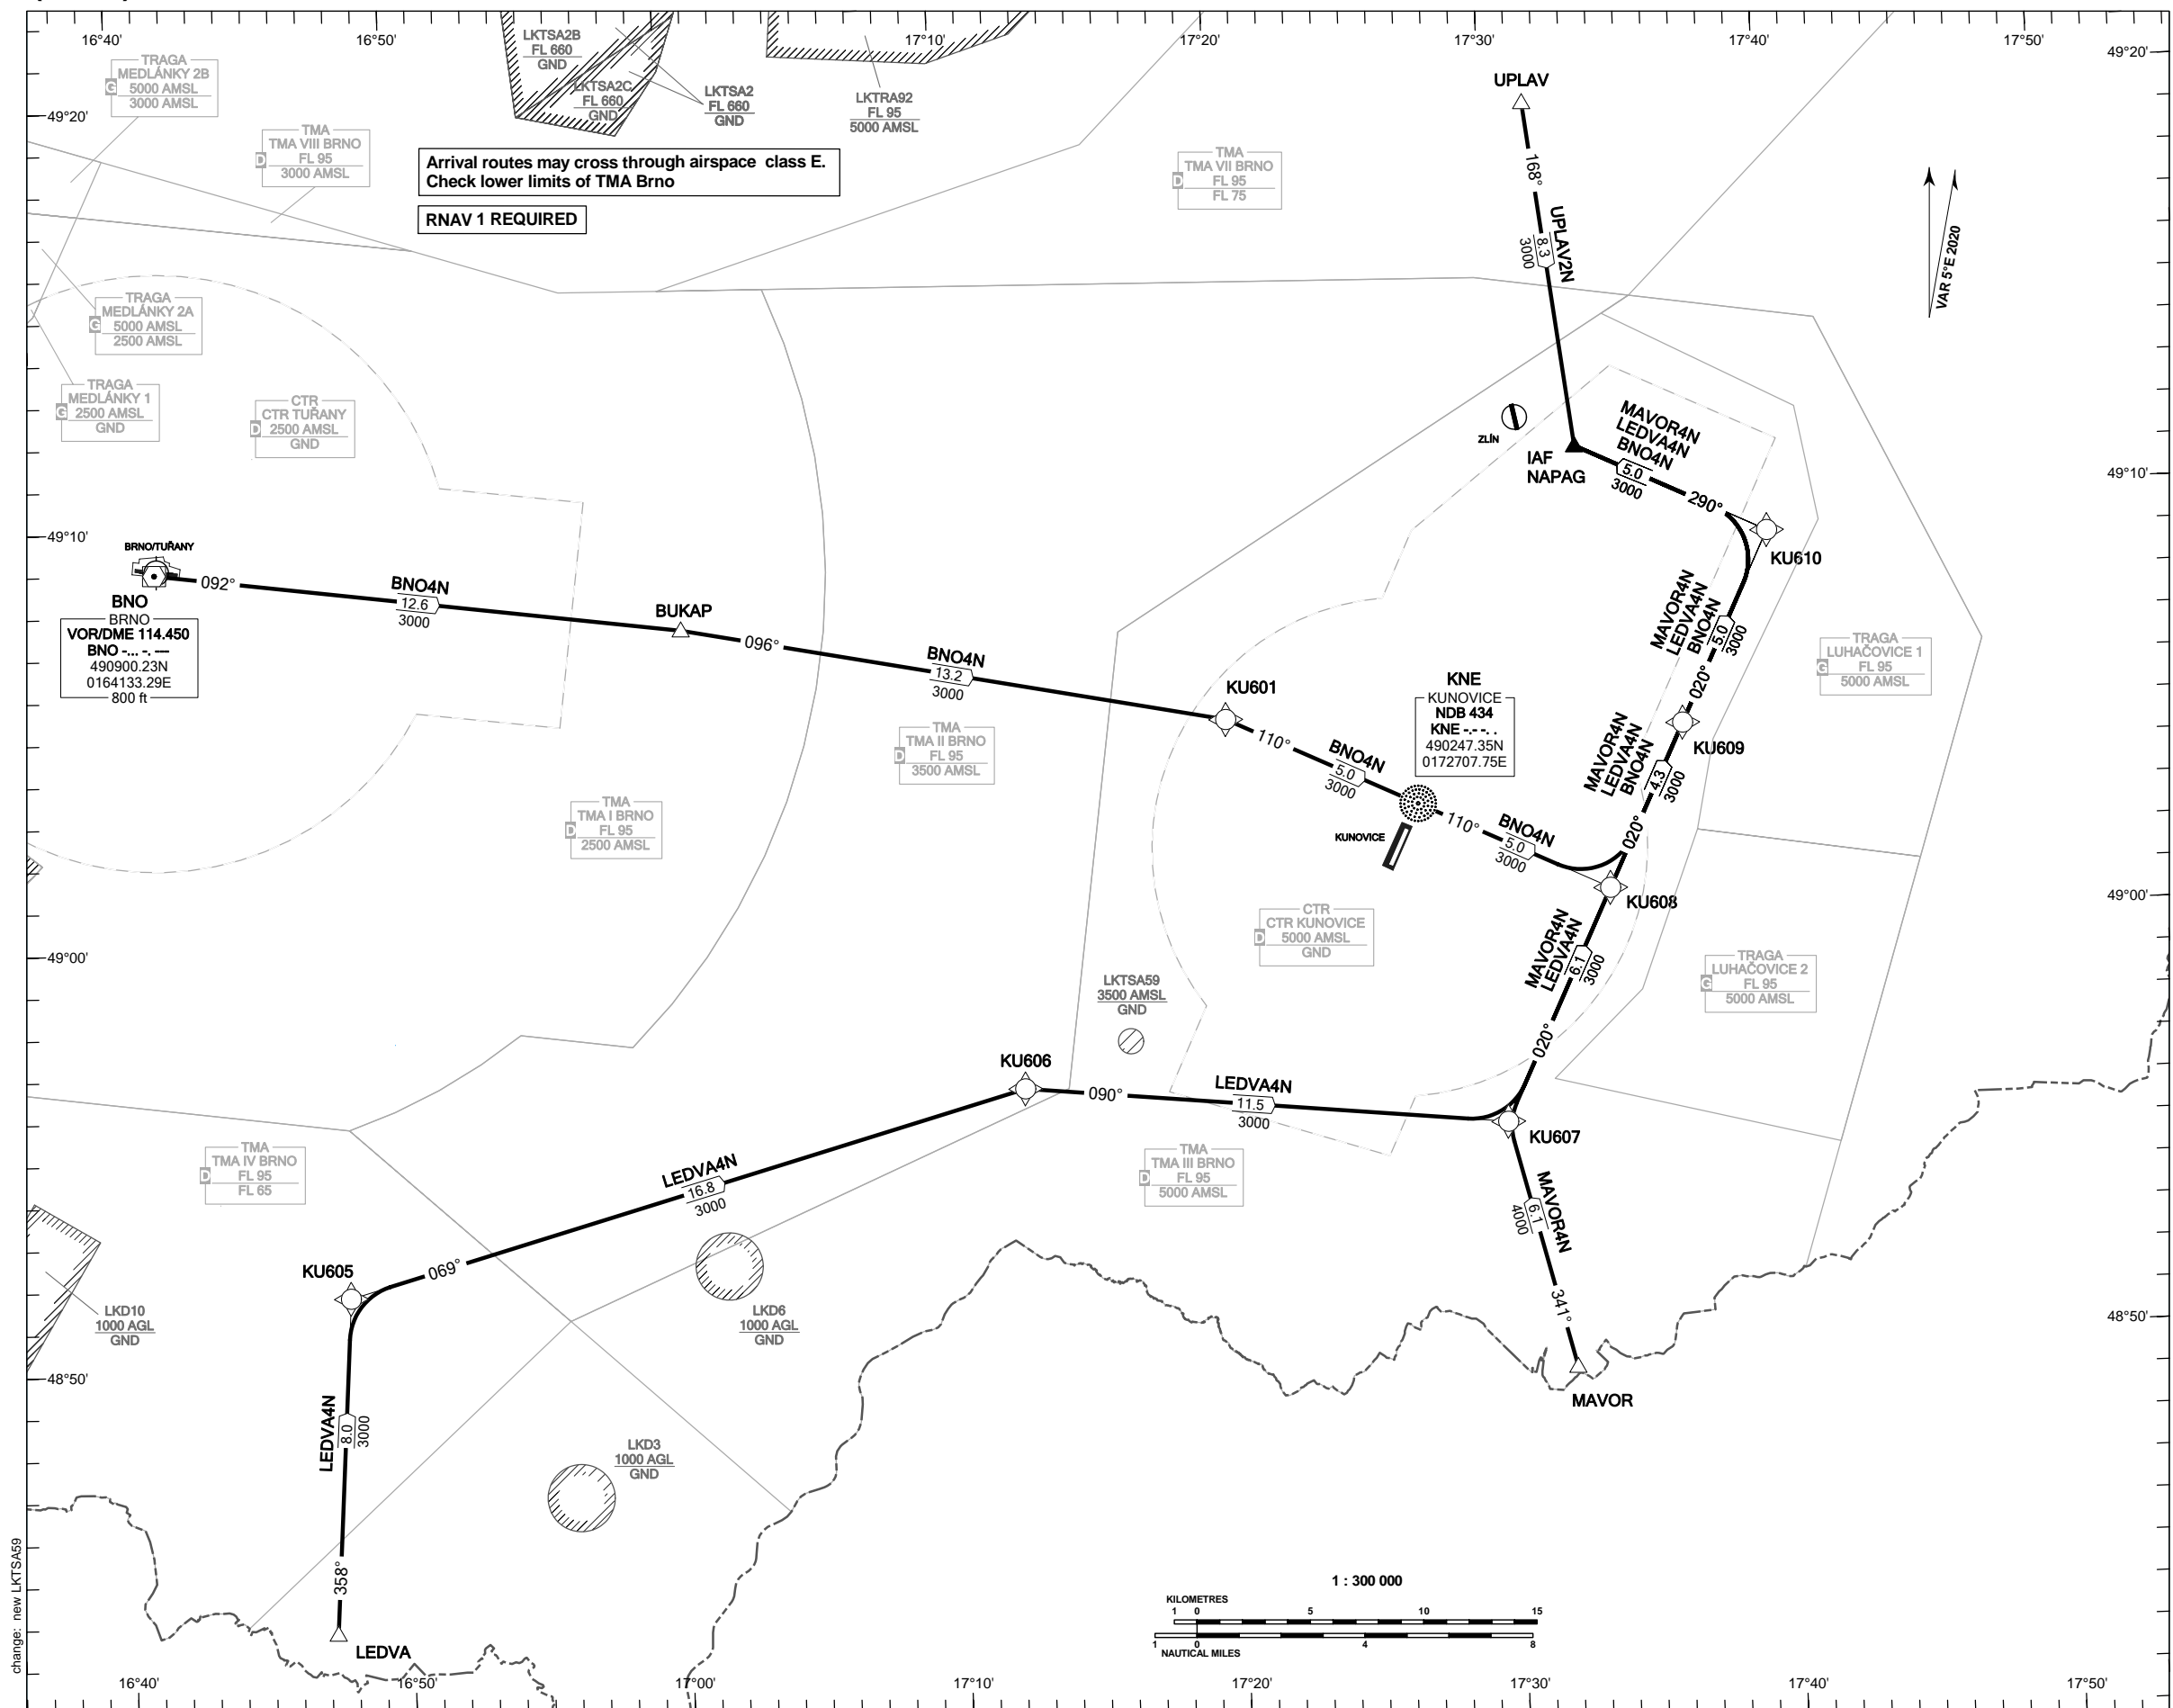 16°40'
16°50'
17°10'
17°20'
17°30'
17°40'
17°50'
49°20'
49°20'
TRAGA
MEDLÁNKY 2B
G
5000 AMSL
3000 AMSL
TMA
TMA VIII BRNO
D
FL 95
3000 AMSL
LKTSA2B
FL 660
GND
LKTSA2C
FL 660
GND
LKTSA2
FL 660
GND
LKTRA92
FL 95
5000 AMSL
Arrival routes may cross through airspace class E.
Check lower limits of TMA Brno
RNAV 1 REQUIRED
TMA
TMA VII BRNO
D
FL 95
FL 75
UPLAV
168°
UPLAV2N
8.3
3000
VAR 5°E 2020
TRAGA
MEDLÁNKY 2A
G
5000 AMSL
2500 AMSL
TRAGA
MEDLÁNKY 1
G
2500 AMSL
GND
CTR
CTR TUŘANY
D
2500 AMSL
GND
ZLÍN
IAF
NAPAG
MAVOR4N
LEDVA4N
BNO4N
5.0
3000
290°
KU610
49°10'
49°10'
BRNO/TUŘANY
BNO
BRNO
VOR/DME 114.450
BNO -... -. ---
490900.23N
0164133.29E
800 ft
092°
BNO4N
12.6
3000
BUKAP
096°
BNO4N
13.2
3000
KU601
110°
BNO4N
5.0
3000
KNE
KUNOVICE
NDB 434
KNE -.- -. .
490247.35N
0172707.75E
KUNOVICE
110°
BNO4N
5.0
3000
MAVOR4N
LEDVA4N
BNO4N
5.0
3000
020°
KU609
MAVOR4N
LEDVA4N
BNO4N
4.3
3000
020°
KU608
TRAGA
LUHAČOVICE 1
G
FL 95
5000 AMSL
TMA
TMA II BRNO
D
FL 95
3500 AMSL
TMA
TMA I BRNO
D
FL 95
2500 AMSL
49°00'
49°00'
CTR
CTR KUNOVICE
D
5000 AMSL
GND
MAVOR4N
LEDVA4N
6.1
3000
020°
TRAGA
LUHAČOVICE 2
G
FL 95
5000 AMSL
LKTSA59
3500 AMSL
GND
KU606
090°
LEDVA4N
11.5
3000
KU607
TMA
TMA IV BRNO
D
FL 95
FL 65
LEDVA4N
16.8
3000
TMA
TMA III BRNO
D
FL 95
5000 AMSL
MAVOR4N
6.1
4000
341°
MAVOR
KU605
069°
LKD10
1000 AGL
GND
LKD6
1000 AGL
GND
48°50'
48°50'
LEDVA4N
8.0
3000
358°
LEDVA
LKD3
1000 AGL
GND
1 : 300 000
KILOMETRES
1 0 5 10 15
1 0 4 8
NAUTICAL MILES
change: new LKTSA59
16°40'
16°50'
17°00'
17°10'
17°20'
17°30'
17°40'
17°50'